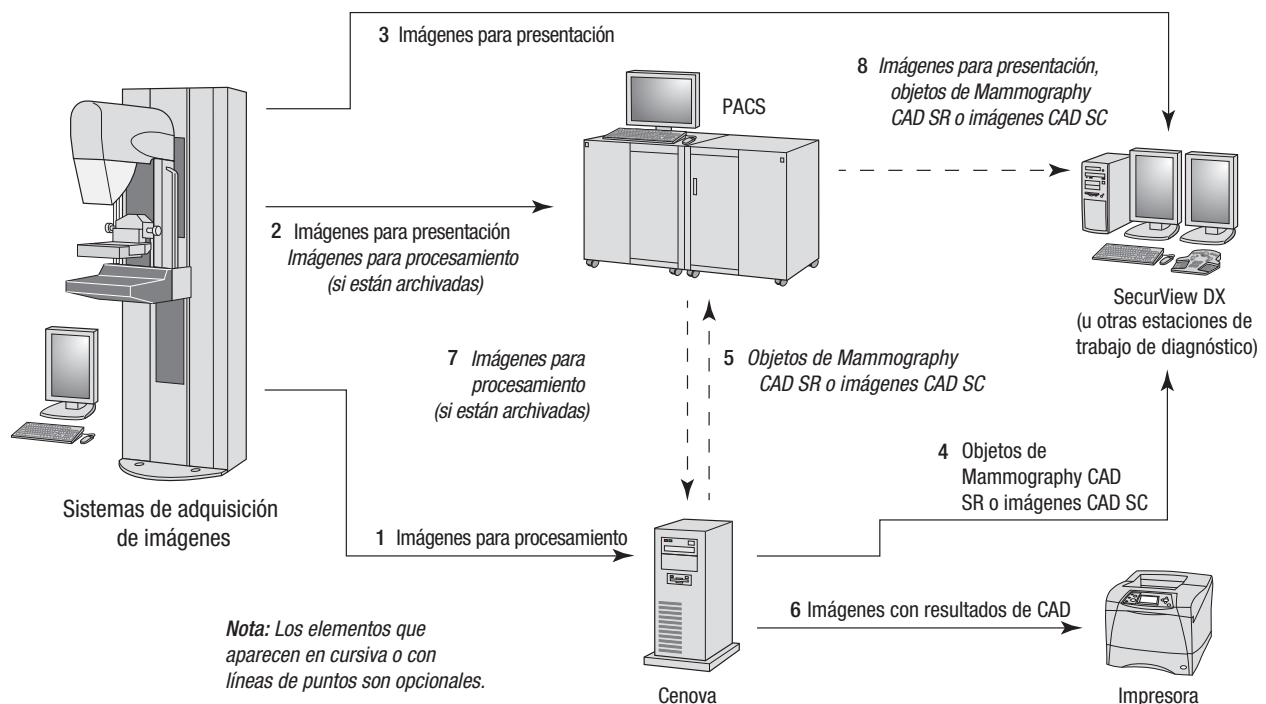 3 Imágenes para presentación
PACS
8 Imágenes para presentación,
objetos de Mammography
CAD SR o imágenes CAD SC
2 Imágenes para presentación
Imágenes para procesamiento
(si están archivadas)
SecurView DX
(u otras estaciones de
trabajo de diagnóstico)
7 Imágenes para
procesamiento
(si están archivadas)
5 Objetos de Mammography
CAD SR o imágenes CAD SC
4 Objetos de
Mammography CAD
SR o imágenes CAD SC
Sistemas de adquisición
de imágenes
1 Imágenes para procesamiento
6 Imágenes con resultados de CAD
Nota: Los elementos que
aparecen en cursiva o con
líneas de puntos son opcionales.
Cenova
Impresora